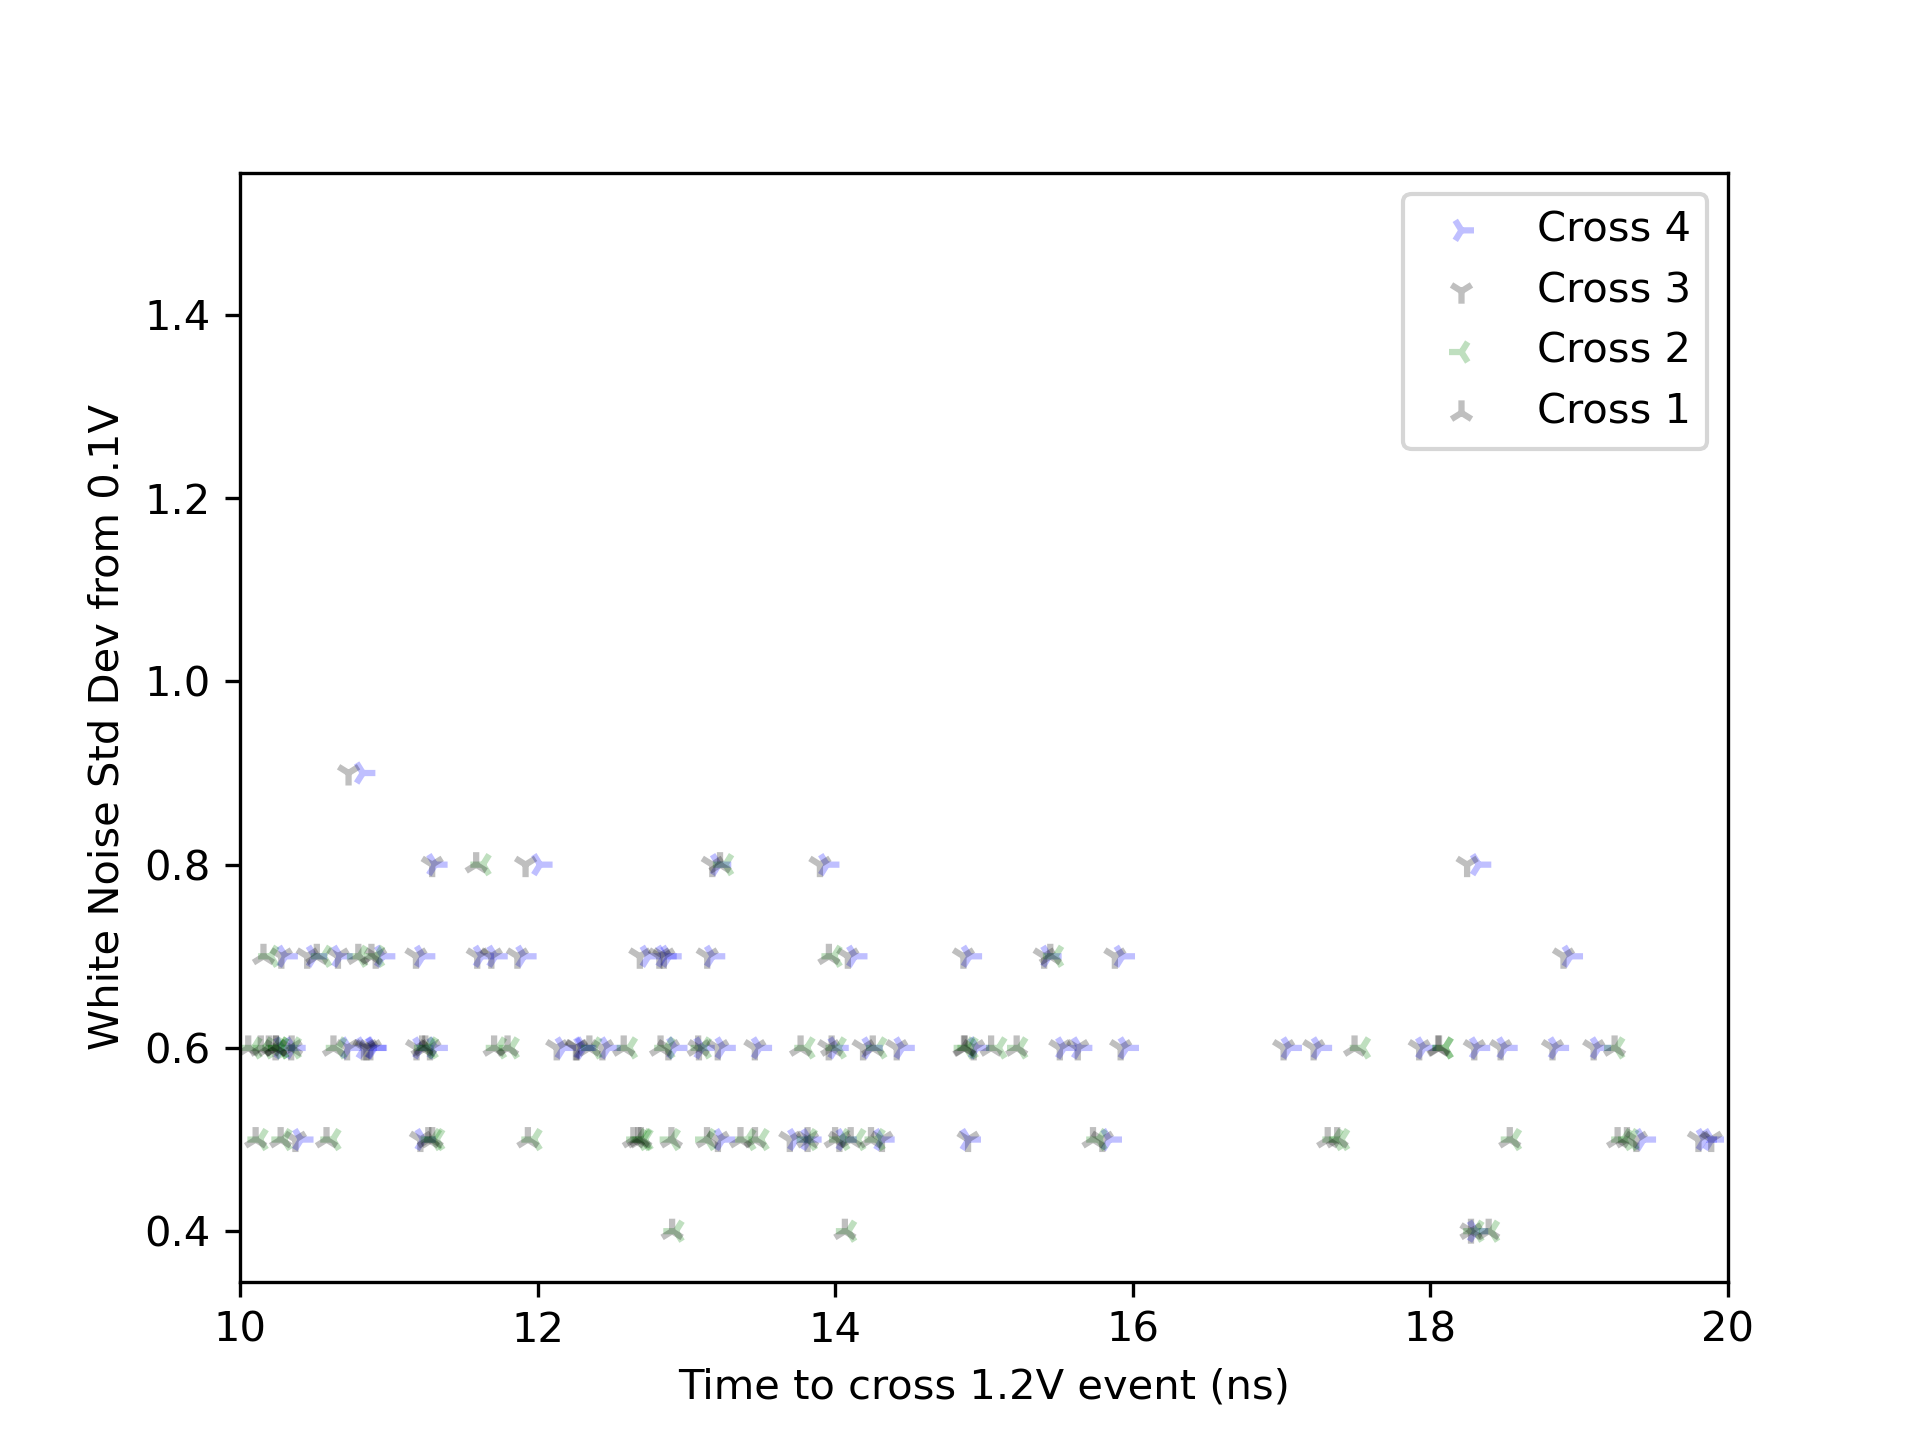 Cross 4
Cross 3
Cross 2
Cross 1
1.4
1.2
1.0
0.8
0.6
0.4
White Noise Std Dev from 0.1V
10 12 14 16 18 20
Time to cross 1.2V event (ns)